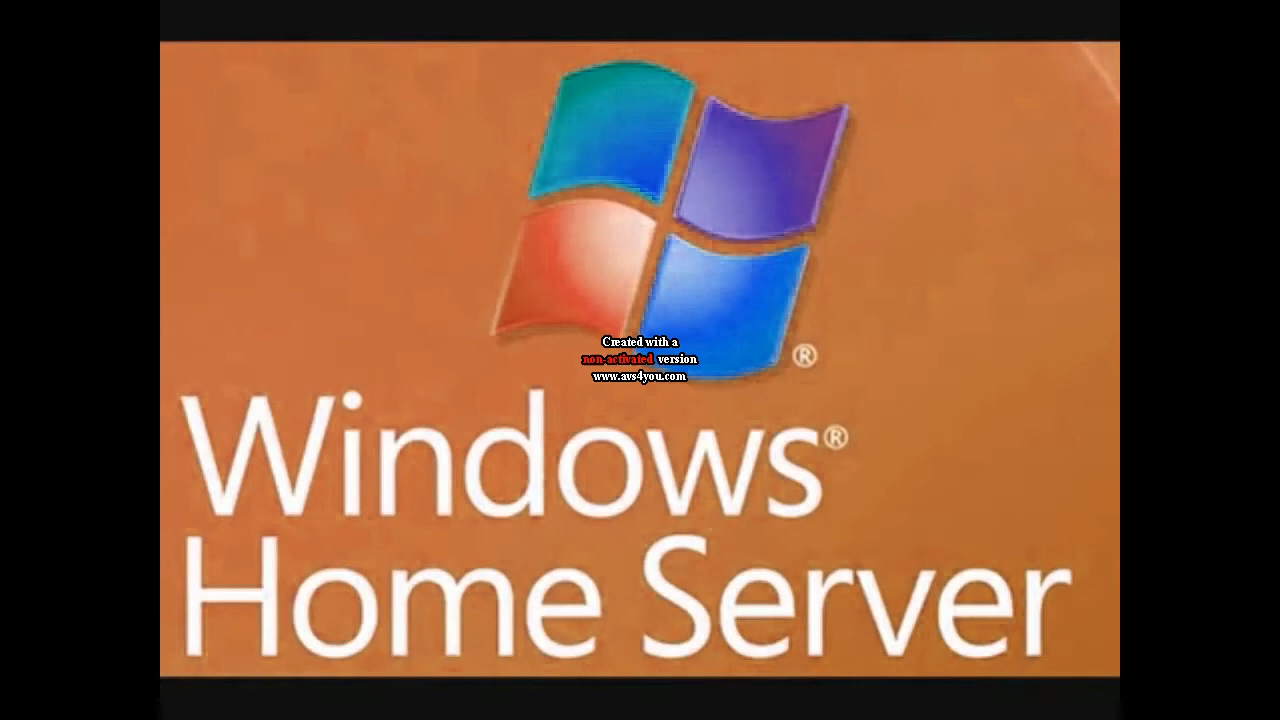 ®
Created with a
non-activated version
www.avs4you.com
Windows®
Home Server